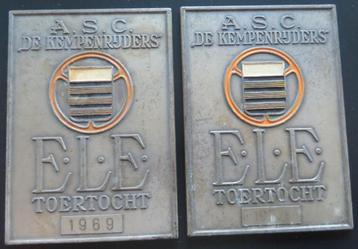 A.S.C.
"DE KEMPENRIJDERS"
E.L.E.
TOERTOCHT
1969
A.S.C.
"DE KEMPENRIJDERS"
E.L.E.
TOERTOCHT